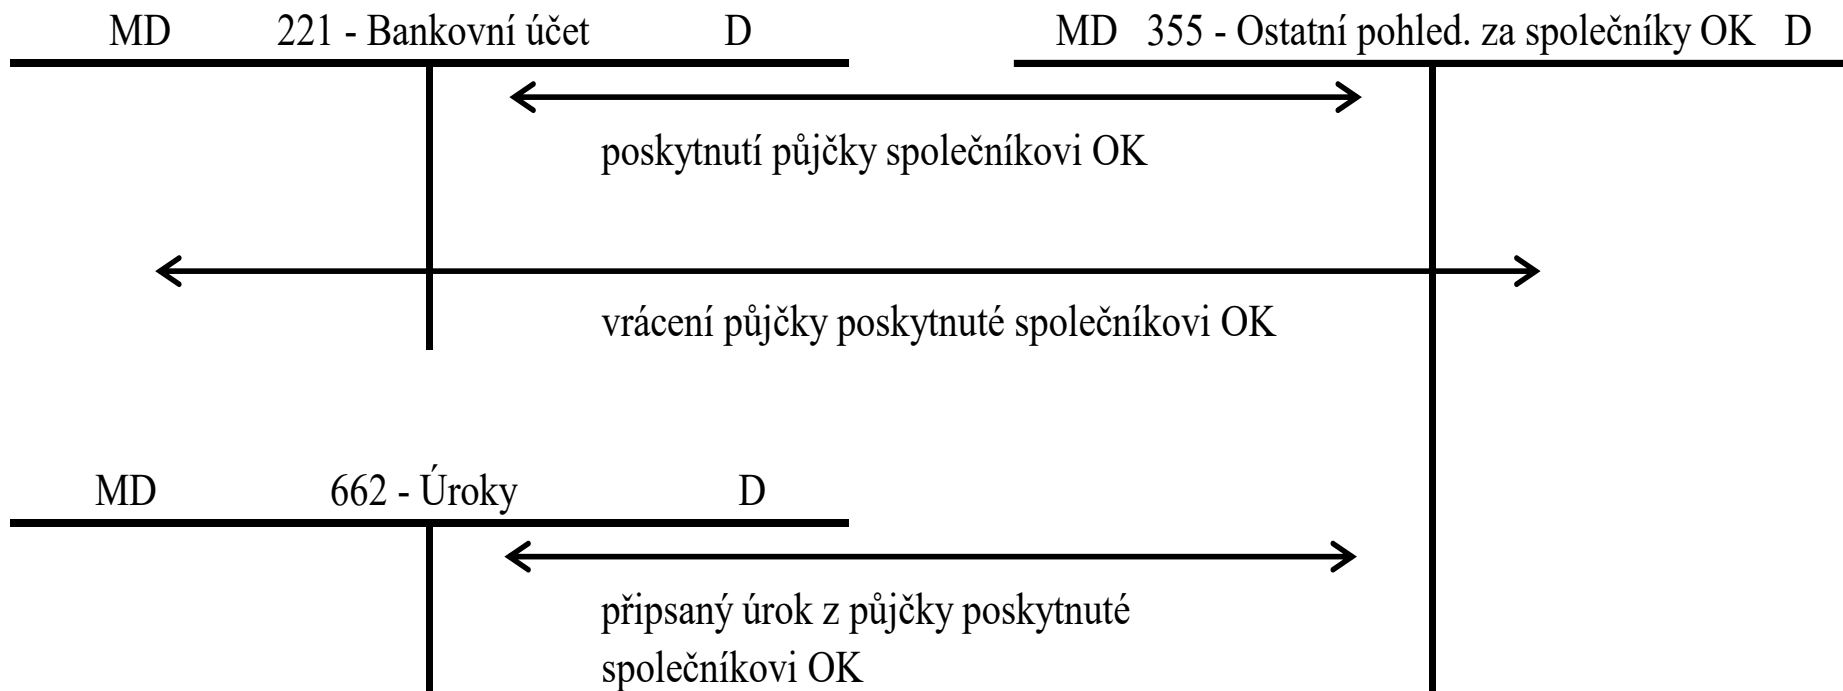 MD 221 - Bankovní účet D MD 355 - Ostatní pohled. za společníky OK D
poskytnutí půjčky společníkovi OK
vrácení půjčky poskytnuté společníkovi OK
MD 662 - Úroky D
připsaný úrok z půjčky poskytnuté
společníkovi OK